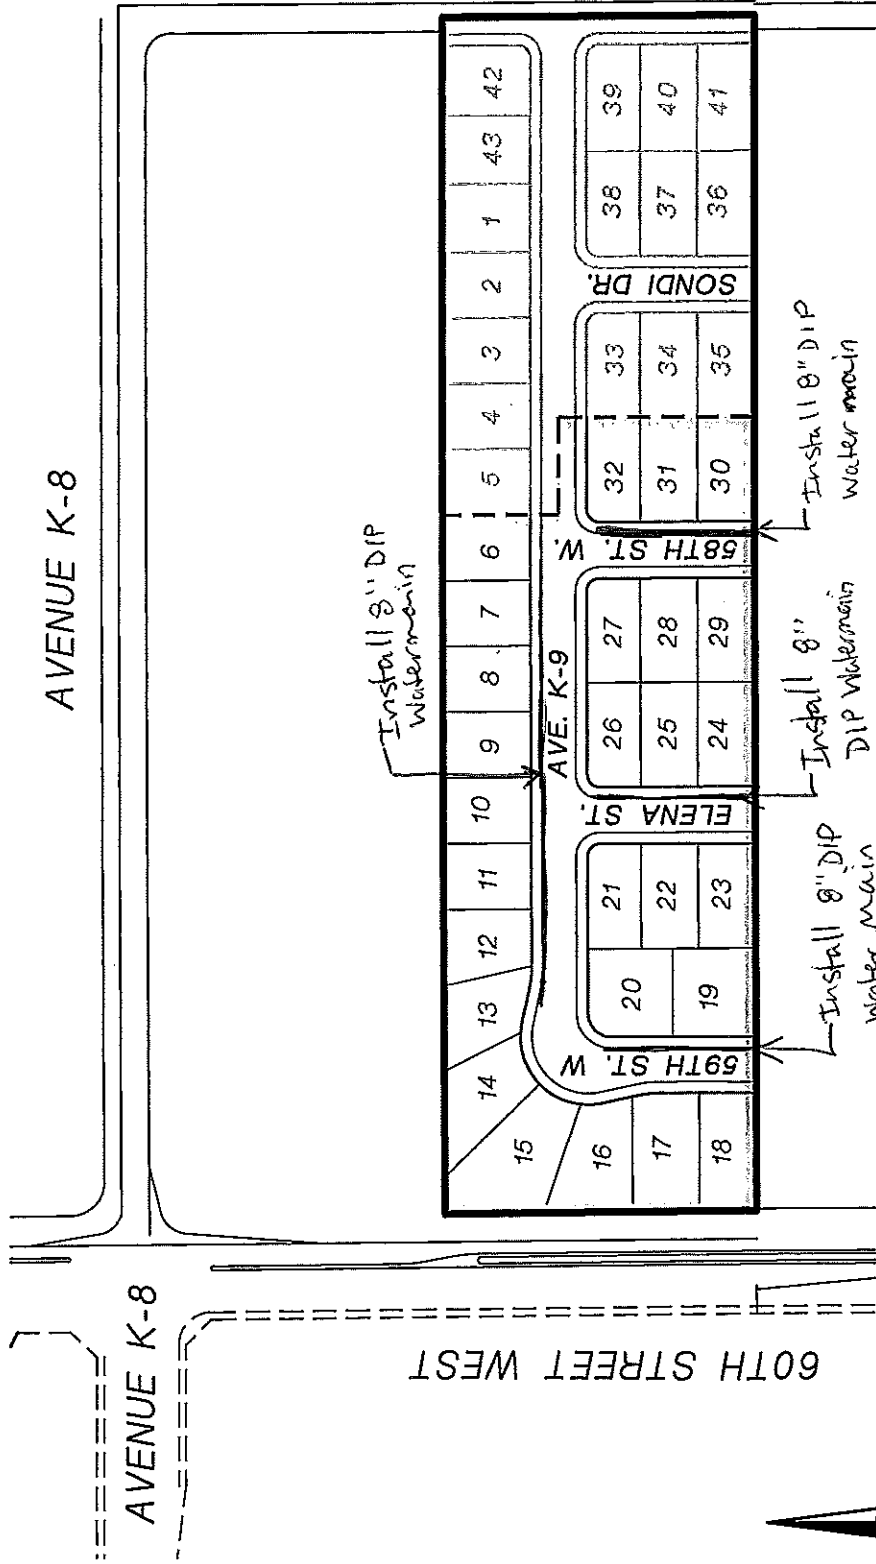 AVENUE K-8
AVENUE K-8
60TH STREET WEST
Install 8" DIP
Watermain
42
43
1
2
3
4
5
6
7
8
9
10
11
12
13
14
15
16
17
18
AVE. K-9
59TH ST. W
ELENA ST.
58TH ST. W.
SONDI DR.
20
19
21
22
23
26
25
24
27
28
29
32
31
30
33
34
35
38
37
36
39
40
41
Install 8" DIP
Water main
Install 8"
DIP Watermain
Install 8" DIP
Water main